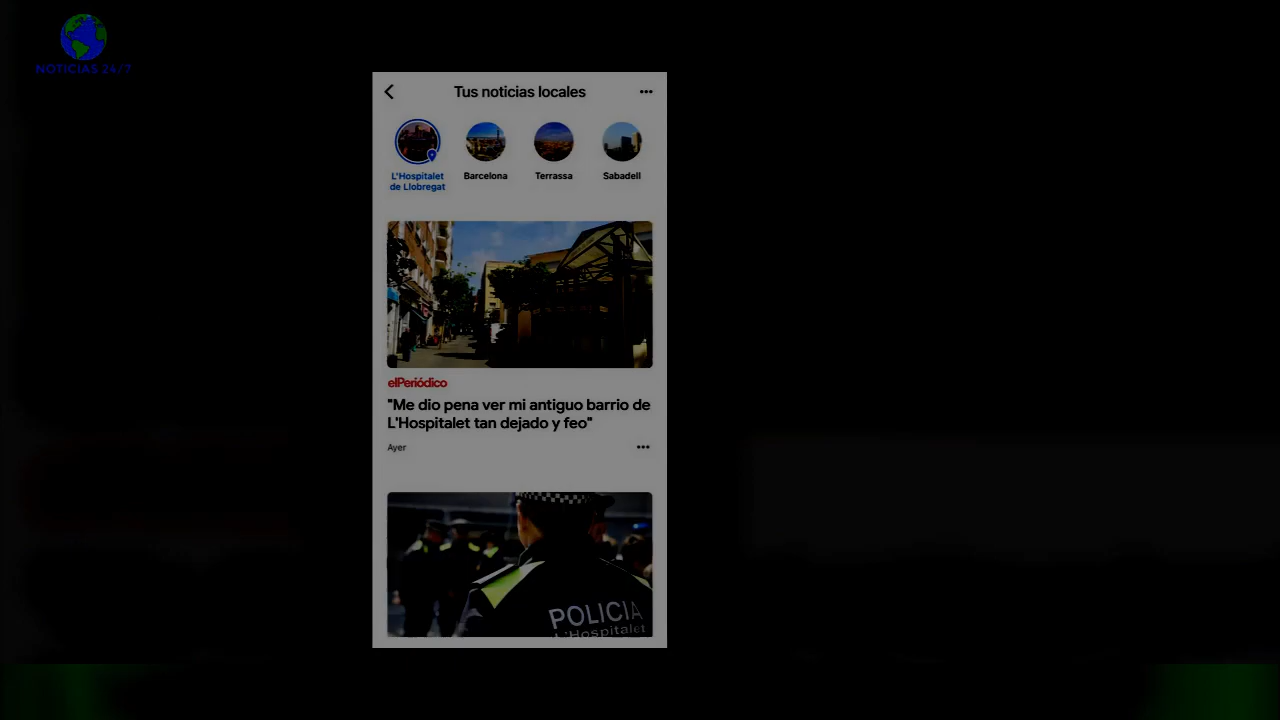 NOTICIAS 24/7
Tus noticias locales
L'Hospitalet
de Llobregat
Barcelona
Terrassa
Sabadell
elPeriódico
"Me dio pena ver mi antiguo barrio de
L'Hospitalet tan dejado y feo"
Ayer
POLICIA
L'Hospitalet